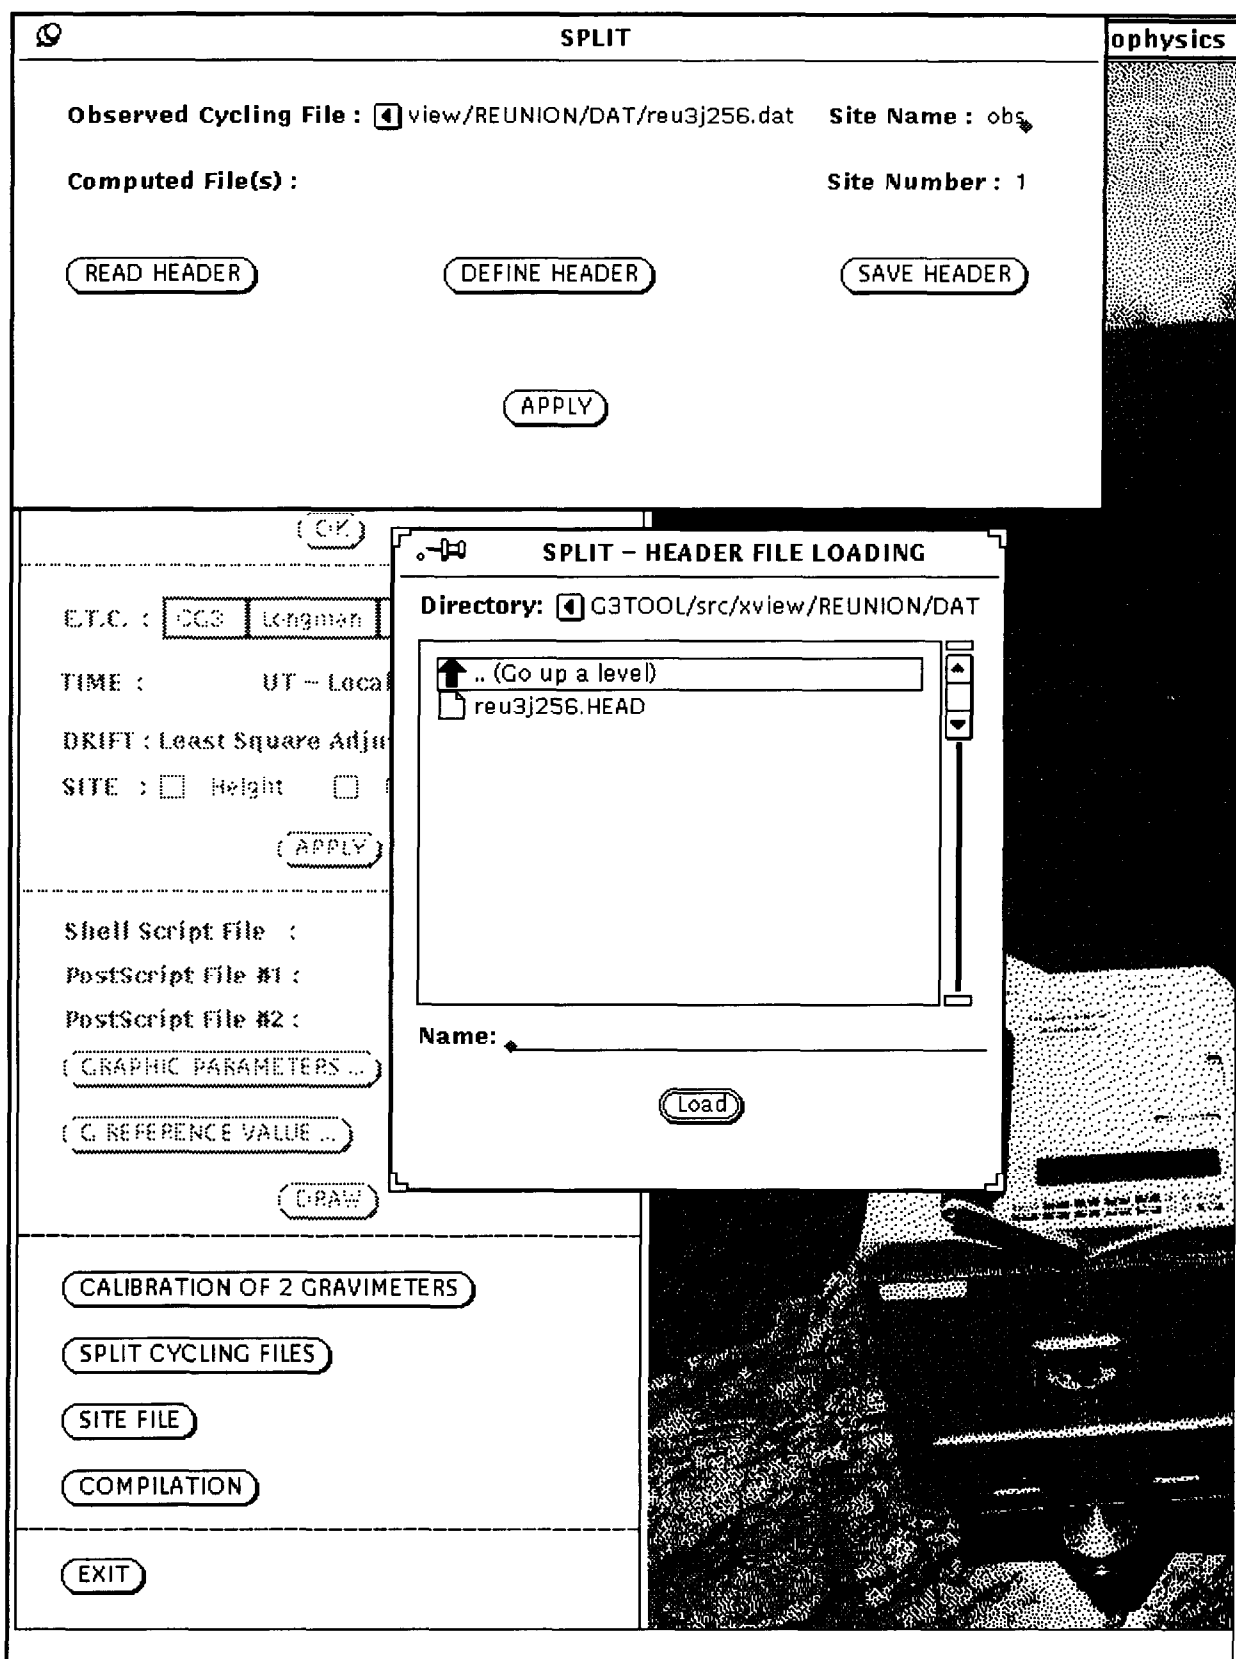 SPLIT
ophysics
Observed Cycling File : view/REUNION/DAT/reu3j256.dat Site Name : obs
Computed File(s) : Site Number : 1
READ HEADER DEFINE HEADER SAVE HEADER
APPLY
OK
SPLIT – HEADER FILE LOADING
Directory: G3TOOL/src/xview/REUNION/DAT
.. (Go up a level)
reu3j256.HEAD
Name:
Load
E.T.C. : CG3 Longman
TIME : UT – Local
DRIFT : Least Square Adju
SITE : Height
APPLY
Shell Script File :
PostScript File #1 :
PostScript File #2 :
GRAPHIC PARAMETERS ...
G REFERENCE VALUE ...
DRAW
CALIBRATION OF 2 GRAVIMETERS
SPLIT CYCLING FILES
SITE FILE
COMPILATION
EXIT